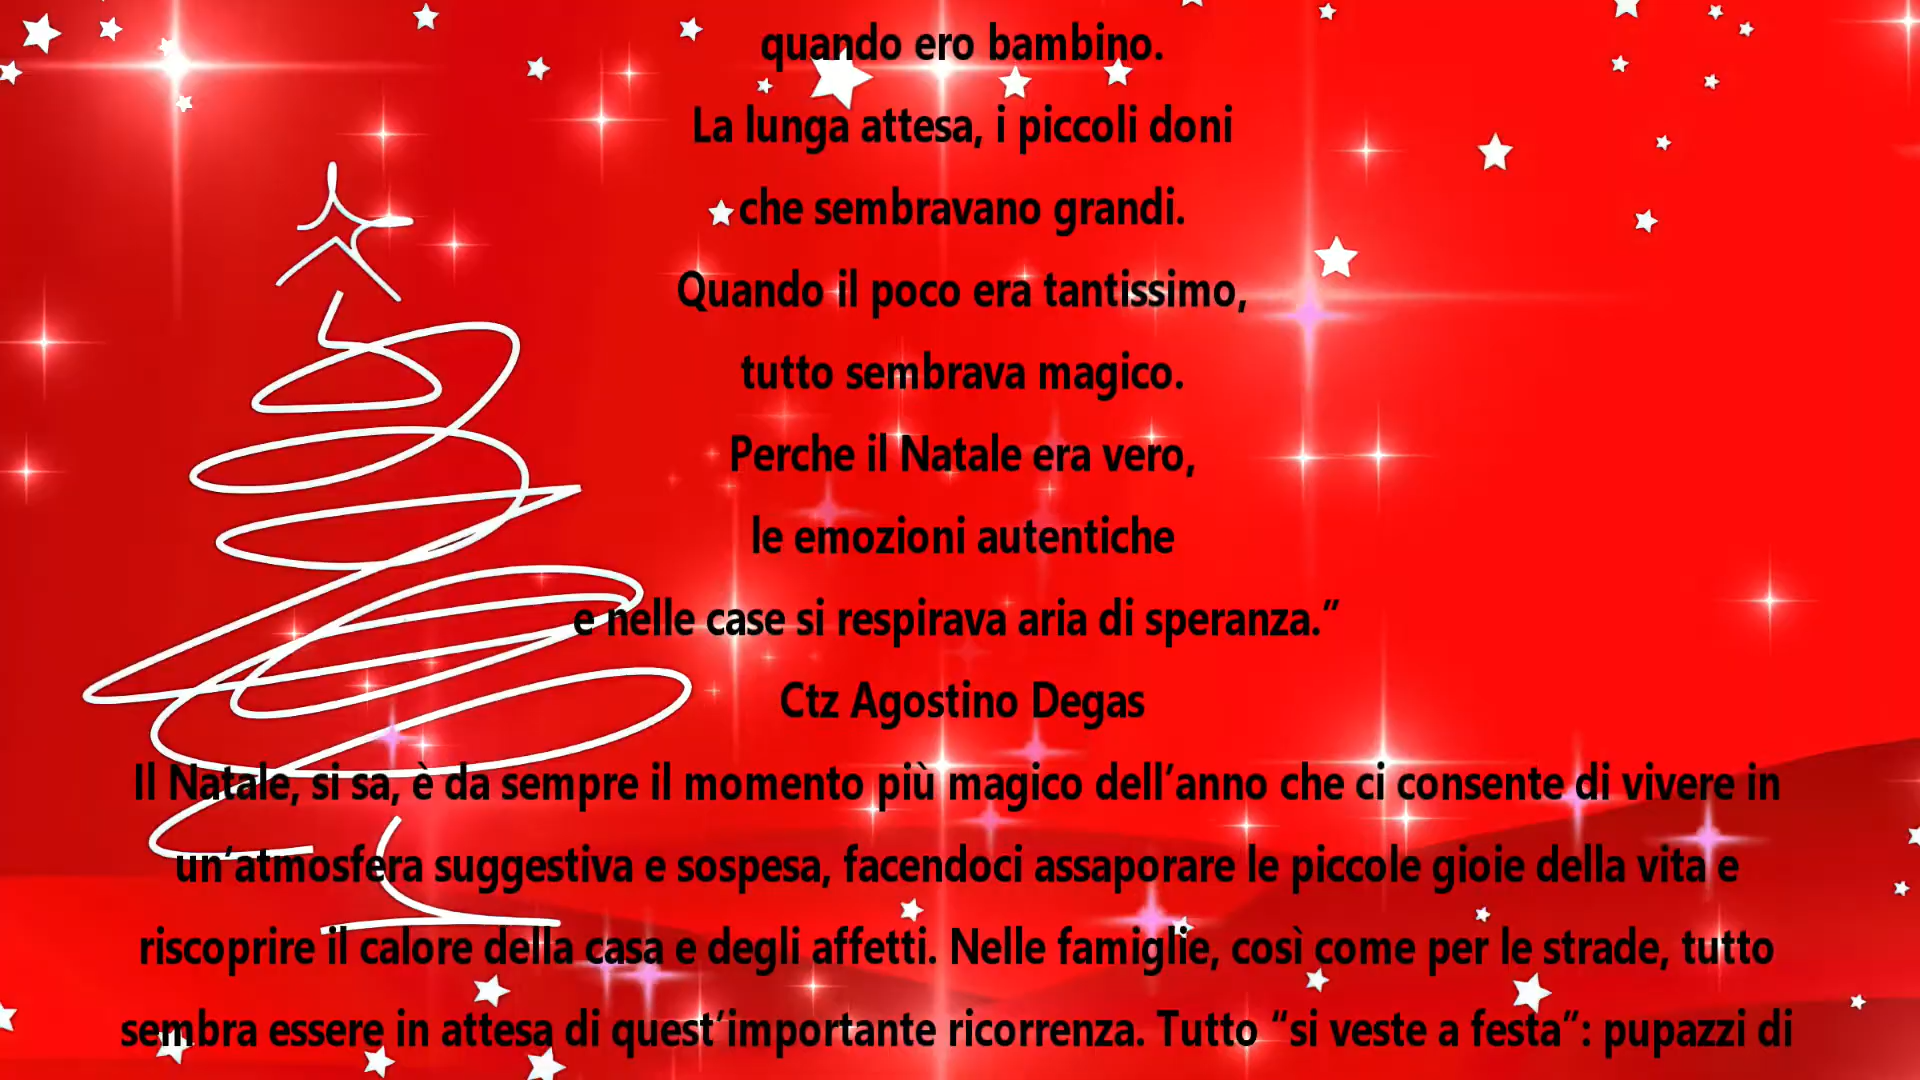 quando ero bambino.
La lunga attesa, i piccoli doni
che sembravano grandi.
Quando il poco era tantissimo,
tutto sembrava magico.
Perche il Natale era vero,
le emozioni autentiche
e nelle case si respirava aria di speranza.”
Ctz Agostino Degas
Il Natale, si sa, è da sempre il momento più magico dell’anno che ci consente di vivere in
un’atmosfera suggestiva e sospesa, facendoci assaporare le piccole gioie della vita e
riscoprire il calore della casa e degli affetti. Nelle famiglie, così come per le strade, tutto
sembra essere in attesa di quest’importante ricorrenza. Tutto “si veste a festa”: pupazzi di